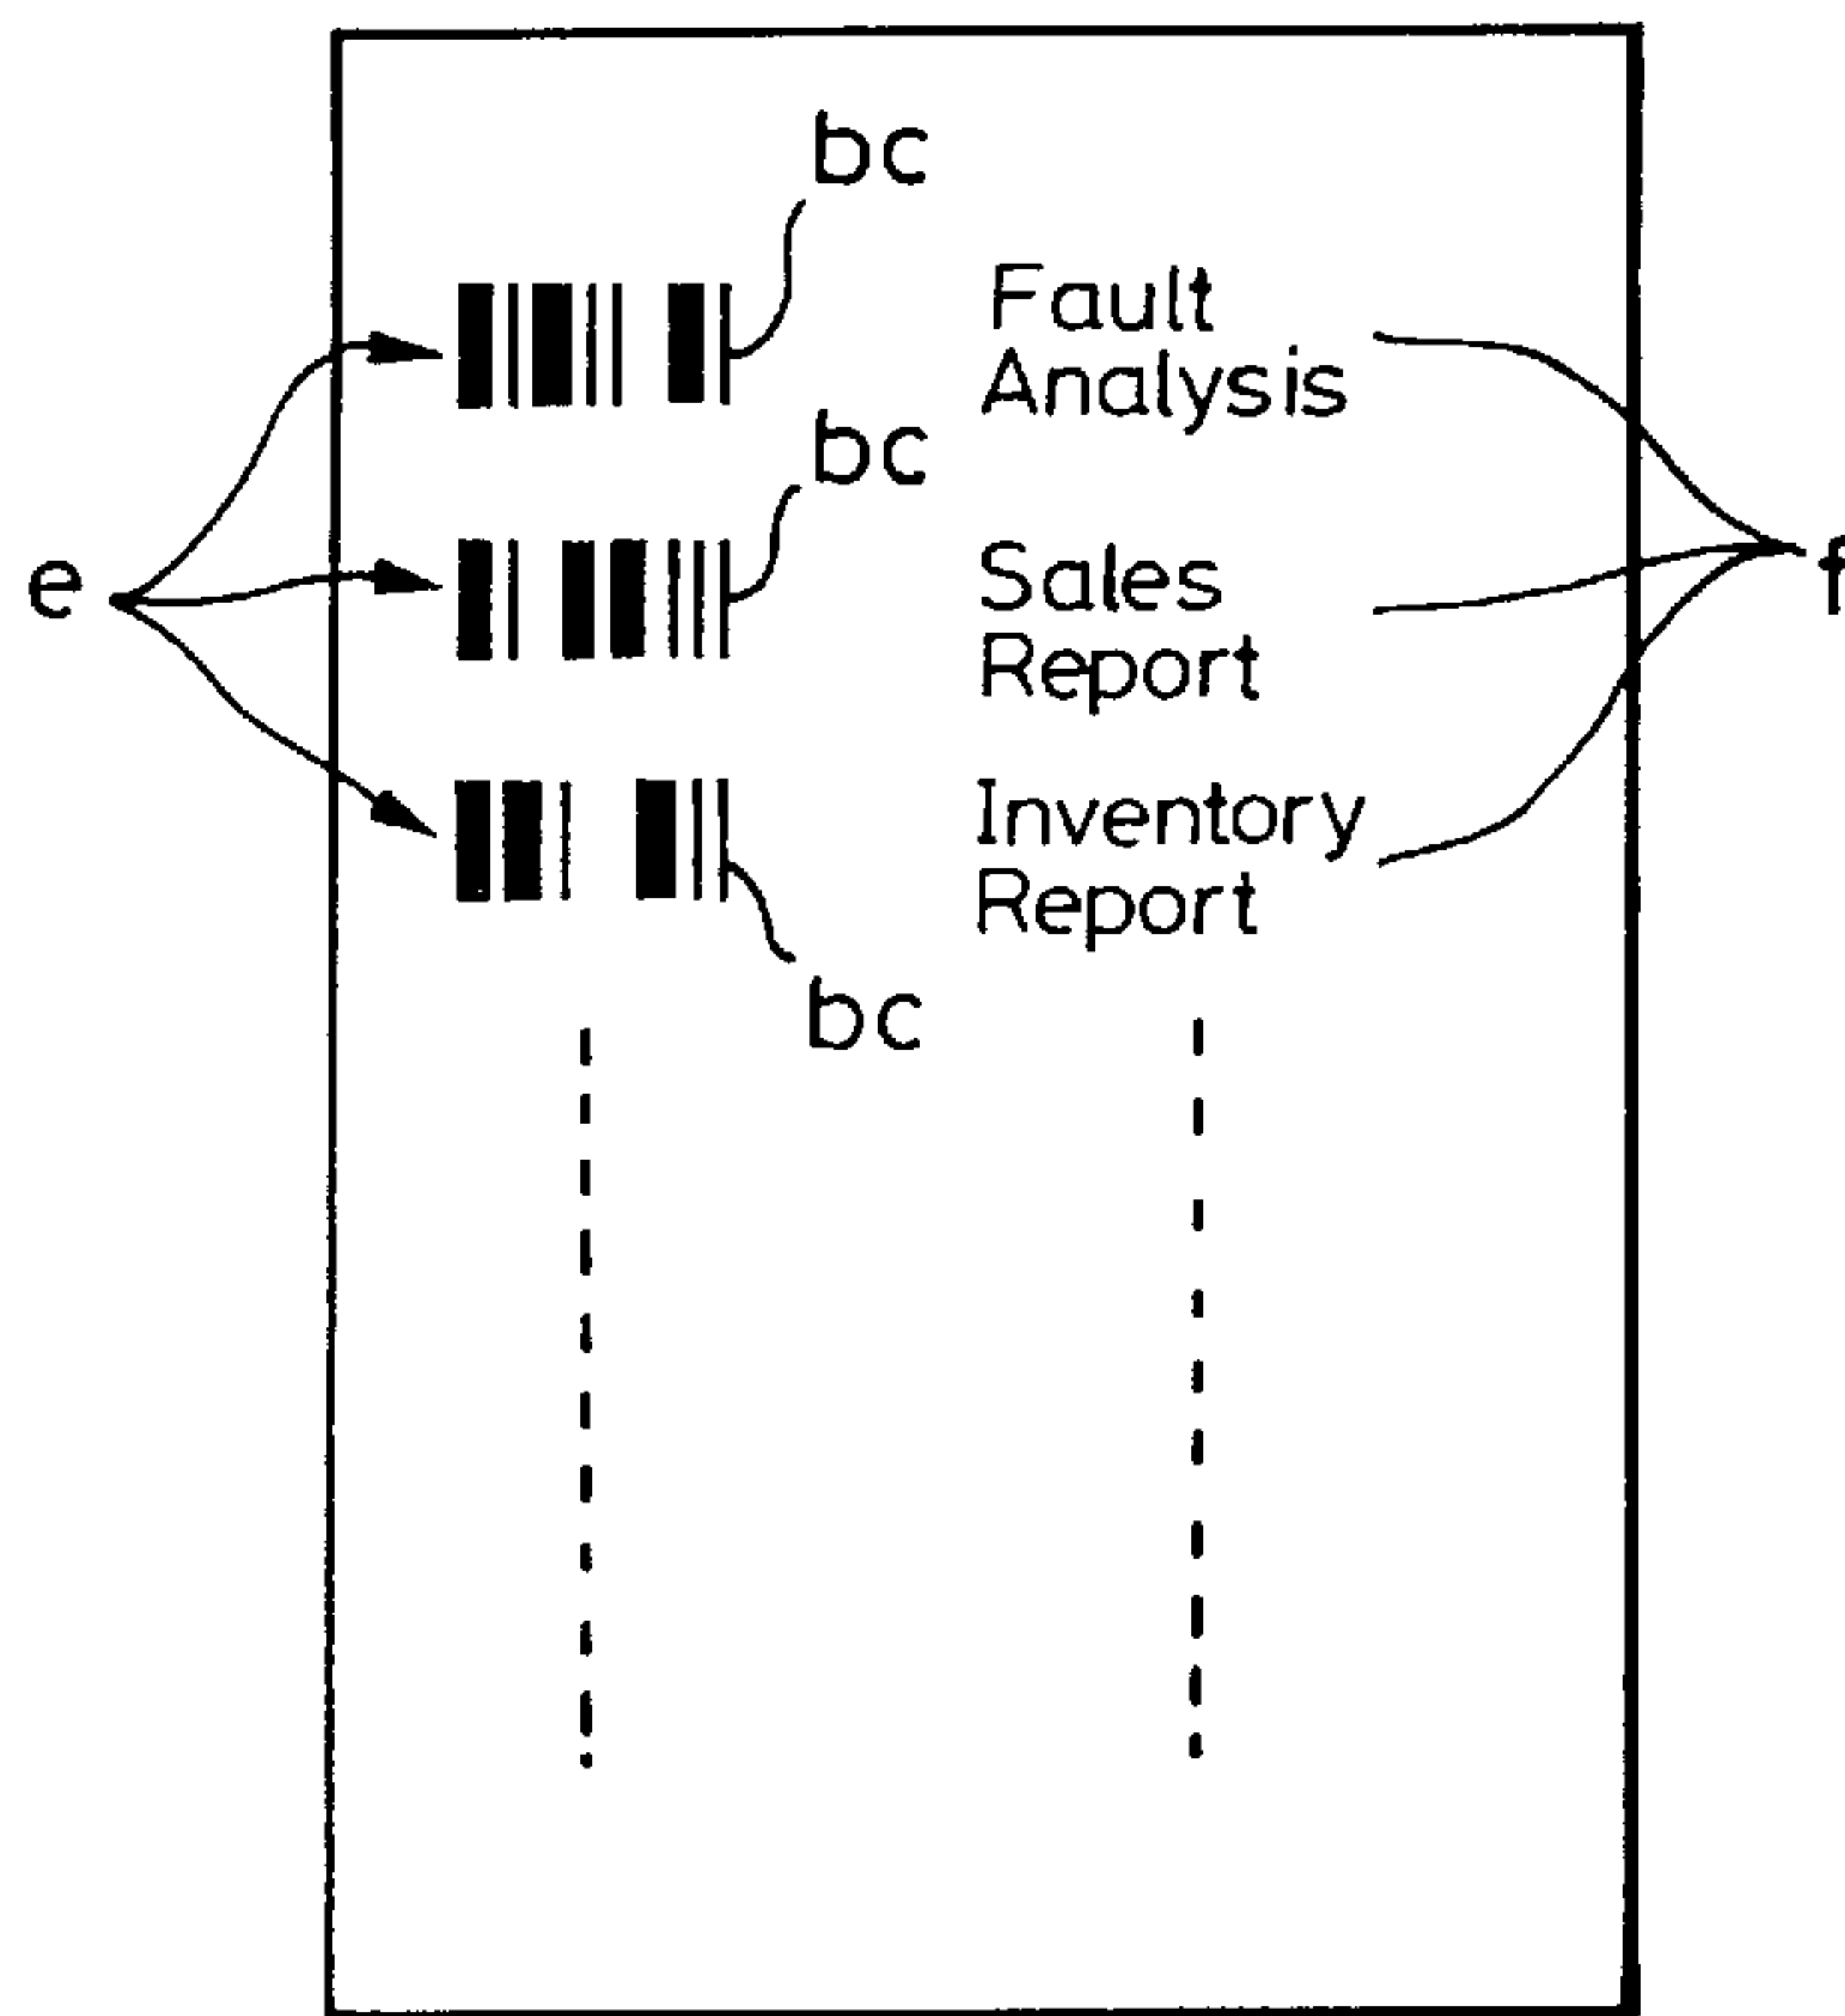 bc
Fault
Analysis
bc
e
Sales
Report
f
Inventory
Report
bc